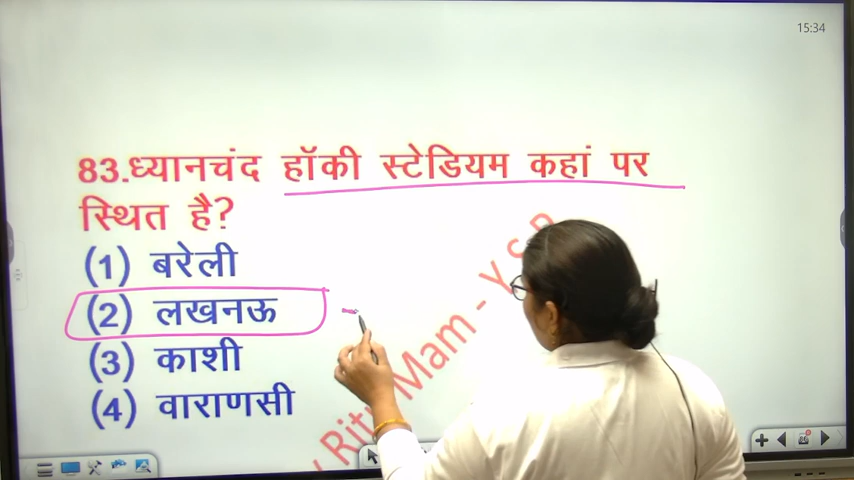 15:34
83.ध्यानचंद हॉकी स्टेडियम कहां पर
स्थित है?
(1) बरेली
(2) लखनऊ
(3) काशी
(4) वाराणसी
Mam - Y.S.P